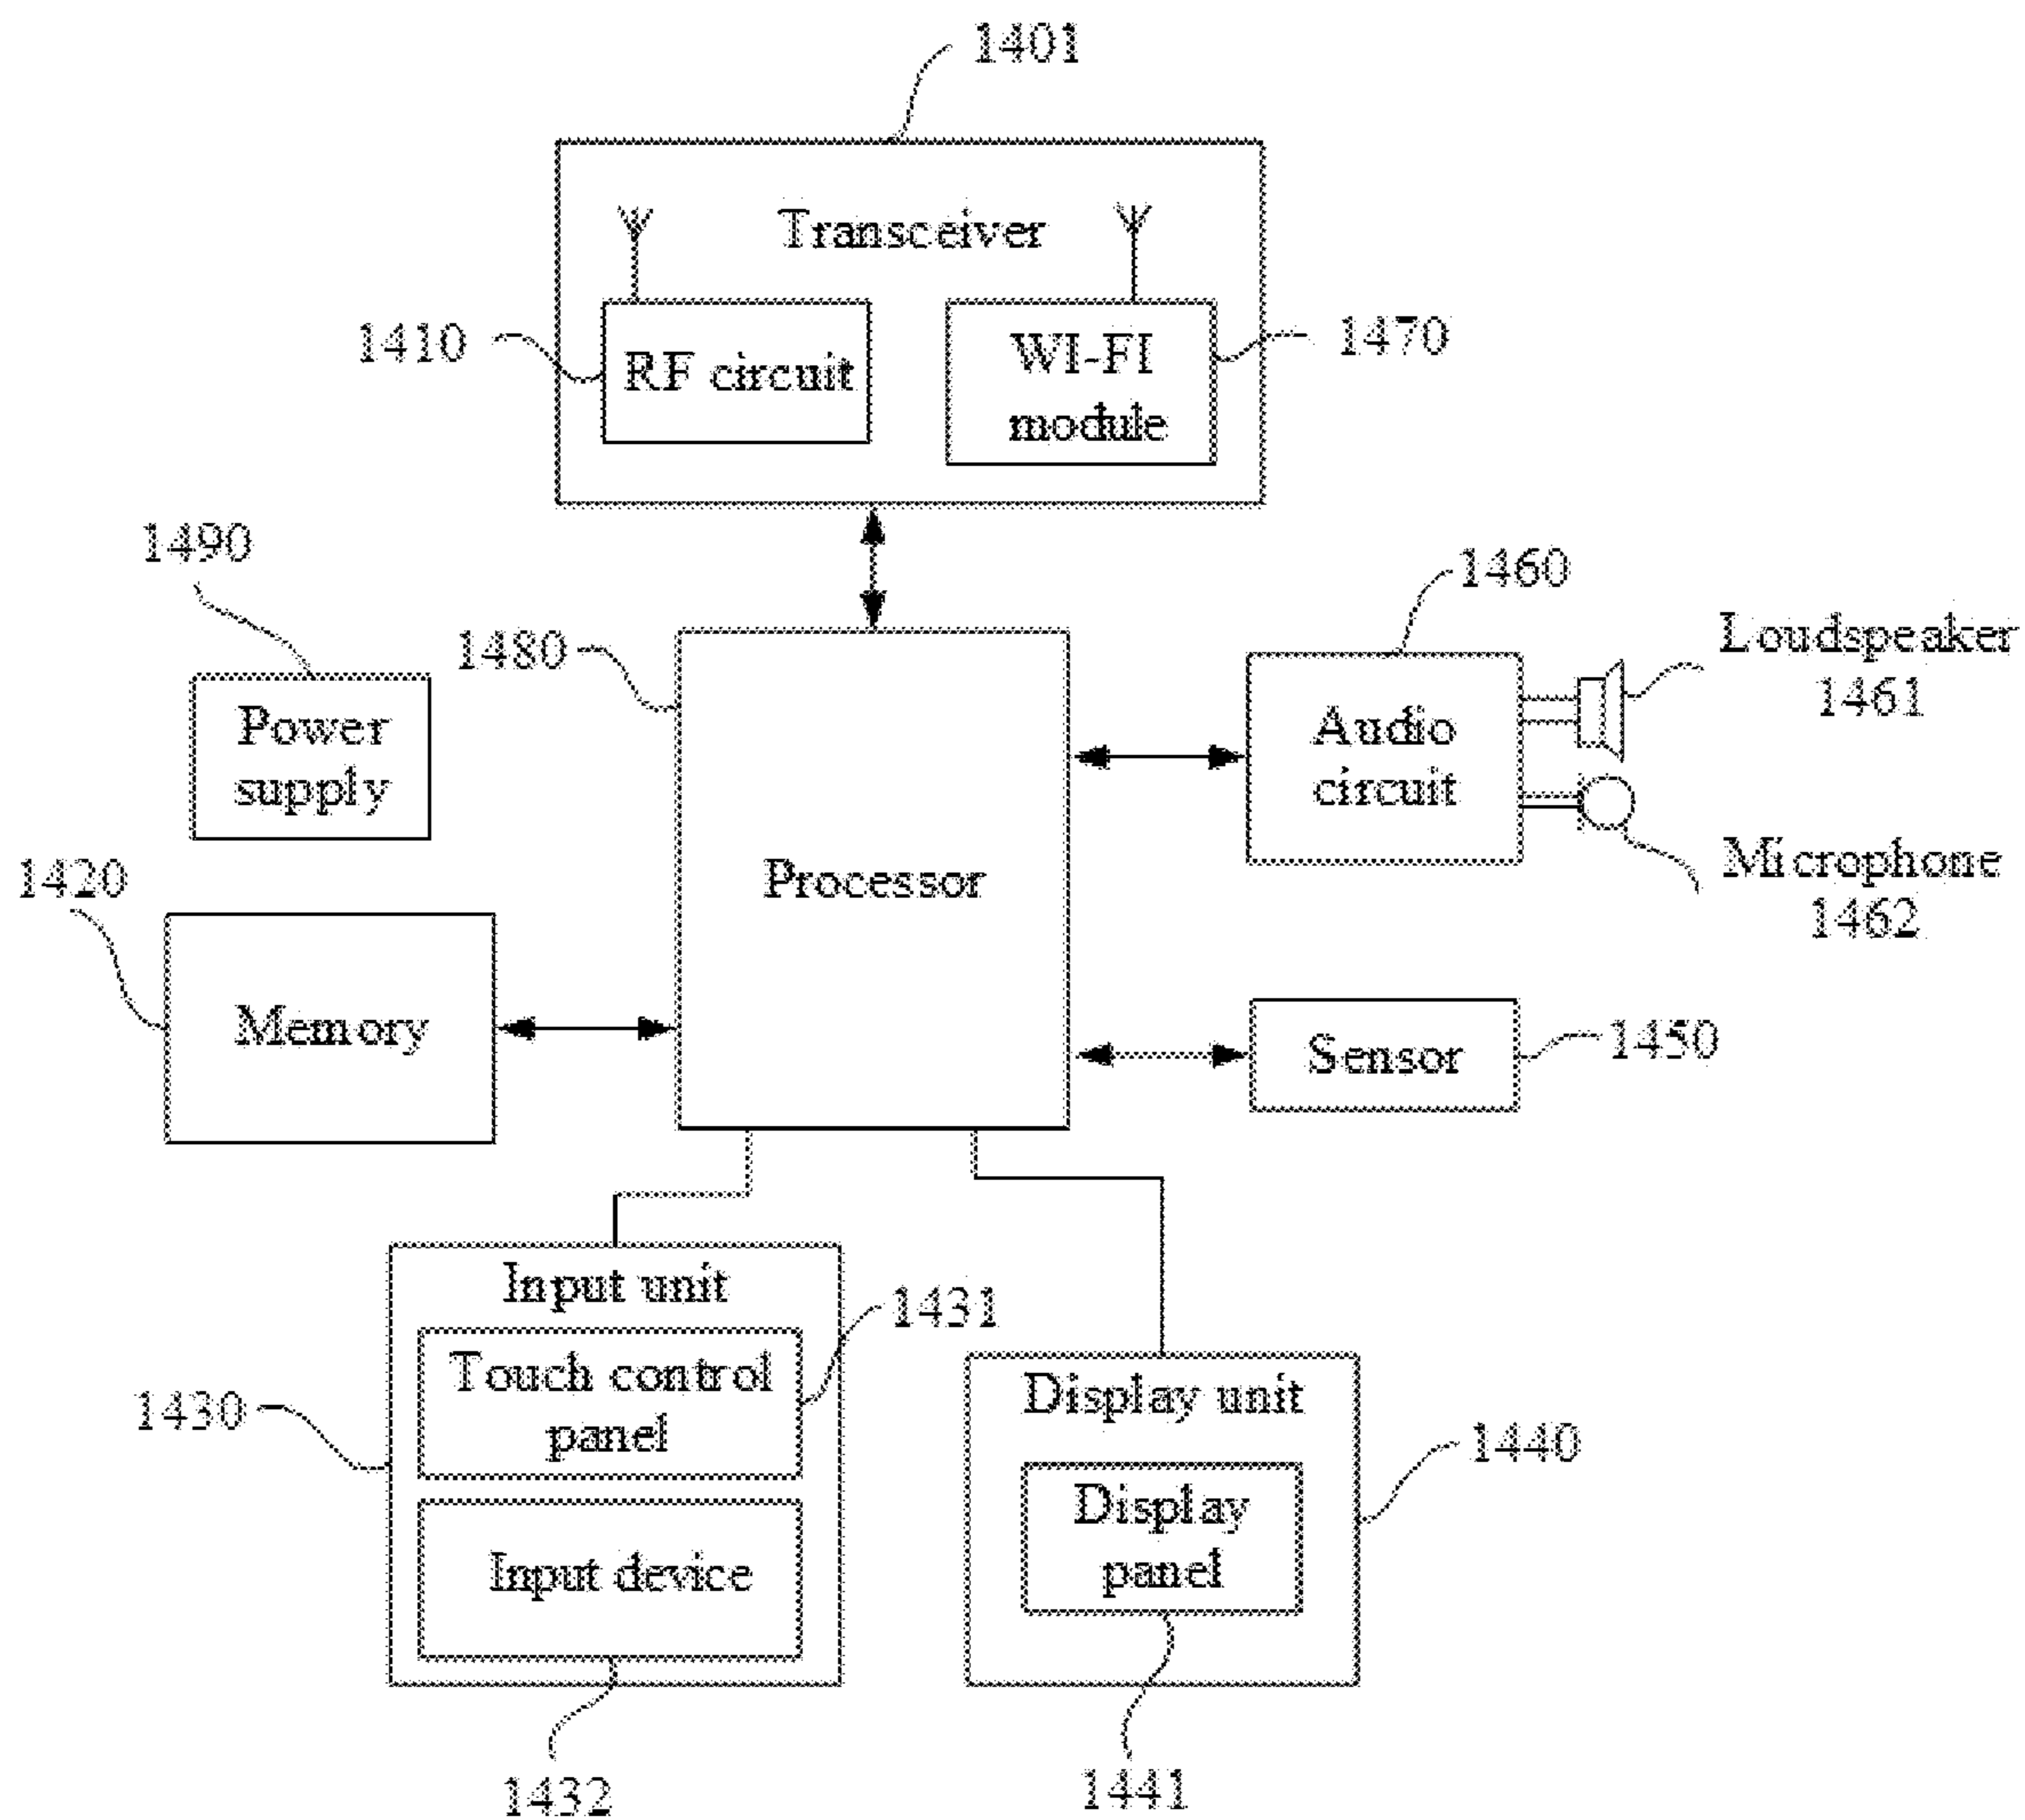 1401
Transceiver
1410
RF circuit
WI-FI
module
1470
1490
Power
supply
1480
Processor
1460
Audio
circuit
Loudspeaker
1461
Microphone
1462
1420
Memory
Sensor
1450
Input unit
1431
Touch control
panel
1430
Input device
1432
Display unit
1440
Display
panel
1441